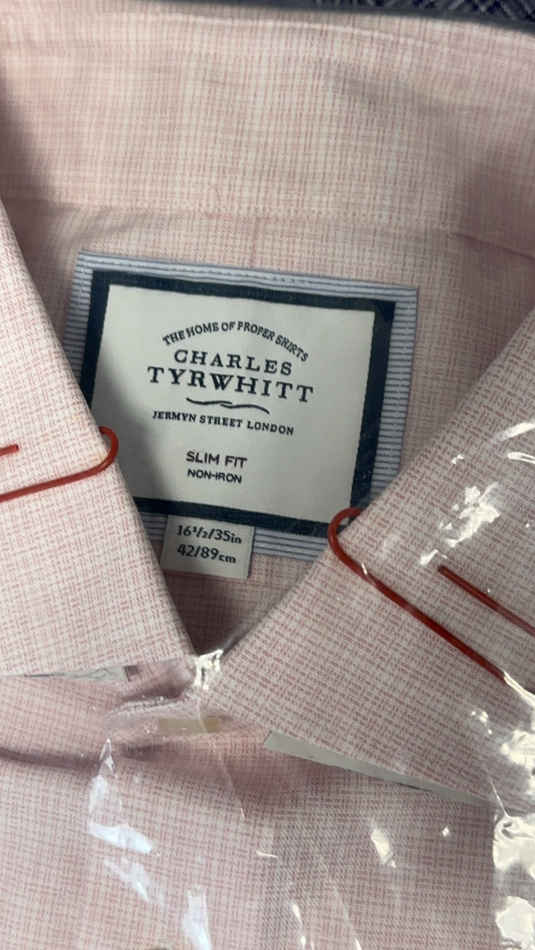 THE HOME OF PROPER SHIRTS
CHARLES
TYRWHITT
JERMYN STREET LONDON
SLIM FIT
NON-IRON
16½/35in
42/89cm